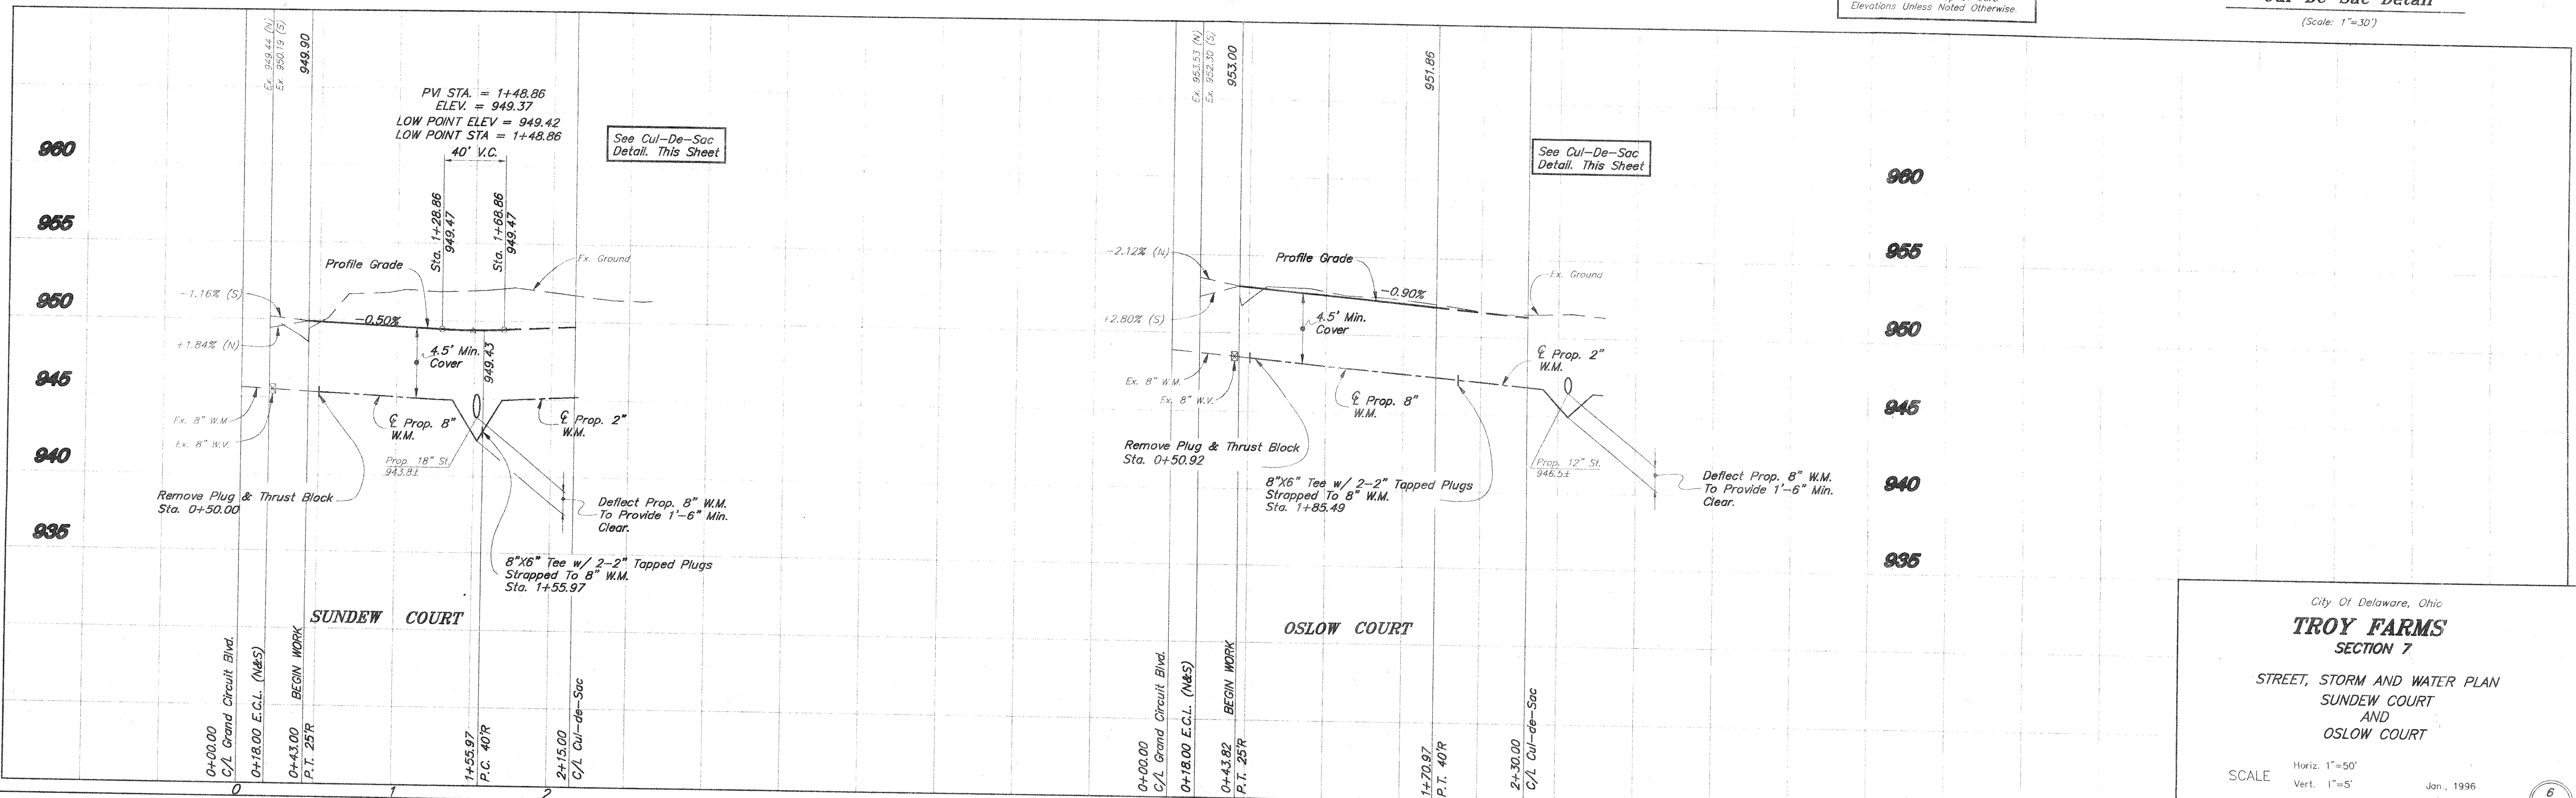 Elevations Unless Noted Otherwise.
(Scale: 1"=30')
Ex. 949.44 (N)
Ex. 950.19 (S)
949.90
PVI STA. = 1+48.86
ELEV. = 949.37
LOW POINT ELEV = 949.42
LOW POINT STA = 1+48.86
40' V.C.
See Cul-De-Sac
Detail. This Sheet
Sta. 1+28.86
949.47
Sta. 1+68.86
949.47
960
955
950
945
940
935
Profile Grade
Ex. Ground
-1.16% (S)
-0.50%
+1.84% (N)
4.5' Min.
Cover
949.43
Ex. 8" W.M.
Ex. 8" W.V.
℄ Prop. 8"
W.M.
℄ Prop. 2"
W.M.
Prop. 18" St.
943.8±
Remove Plug & Thrust Block
Sta. 0+50.00
Deflect Prop. 8" W.M.
To Provide 1'-6" Min.
Clear.
8"X6" Tee w/ 2-2" Tapped Plugs
Strapped To 8" W.M.
Sta. 1+55.97
SUNDEW COURT
0+00.00
C/L Grand Circuit Blvd.
0+18.00 E.C.L. (N&S)
0+43.00 BEGIN WORK
P.T. 25'R
1+55.97
P.C. 40'R
2+15.00
C/L Cul-de-Sac
0
1
2
Ex. 953.53 (N)
Ex. 952.30 (S)
953.00
951.86
See Cul-De-Sac
Detail. This Sheet
-2.12% (N)
Profile Grade
-0.90%
Ex. Ground
+2.80% (S)
4.5' Min.
Cover
Ex. 8" W.M.
Ex. 8" W.V.
℄ Prop. 8"
W.M.
℄ Prop. 2"
W.M.
Remove Plug & Thrust Block
Sta. 0+50.92
8"X6" Tee w/ 2-2" Tapped Plugs
Strapped To 8" W.M.
Sta. 1+85.49
Prop. 12" St.
946.5±
Deflect Prop. 8" W.M.
To Provide 1'-6" Min.
Clear.
960
955
950
945
940
935
OSLOW COURT
0+00.00
C/L Grand Circuit Blvd.
0+18.00 E.C.L. (N&S)
0+43.82 BEGIN WORK
P.T. 25'R
1+70.97
P.T. 40'R
2+30.00
C/L Cul-de-Sac
City Of Delaware, Ohio
TROY FARMS
SECTION 7
STREET, STORM AND WATER PLAN
SUNDEW COURT
AND
OSLOW COURT
SCALE
Horiz. 1"=50'
Vert. 1"=5'
Jan., 1996
6